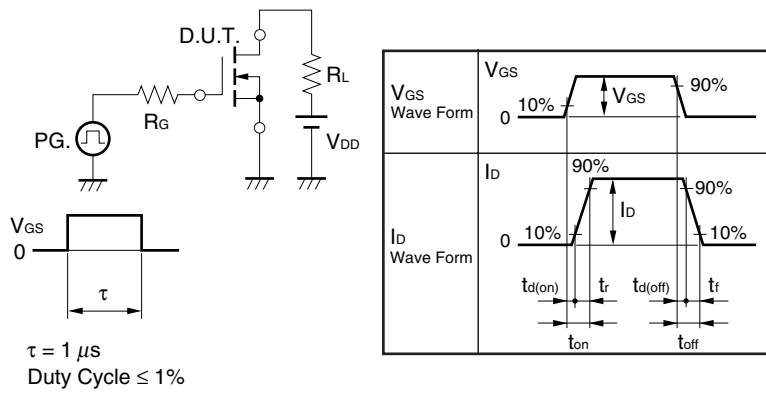 D.U.T.
RL
RG
PG.
VDD
VGS
0
τ
τ = 1 μs
Duty Cycle ≤ 1%
VGS
Wave Form
VGS
10%
0
VGS
90%
ID
Wave Form
ID
90%
90%
10%
0
ID
10%
td(on)
tr
td(off)
tf
ton
toff